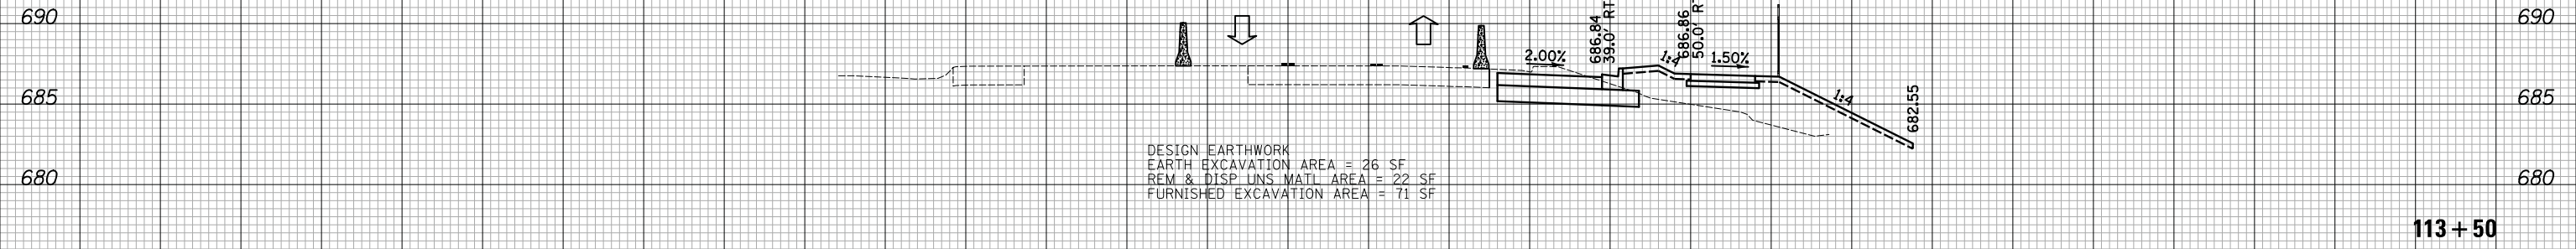 690
690
686.84
39.0' RT
686.86
50.0' R
2.00%
1:4
1.50%
685
1:4
682.55
685
DESIGN EARTHWORK
EARTH EXCAVATION AREA = 26 SF
REM & DISP UNS MATL AREA = 22 SF
FURNISHED EXCAVATION AREA = 71 SF
680
680
113+50